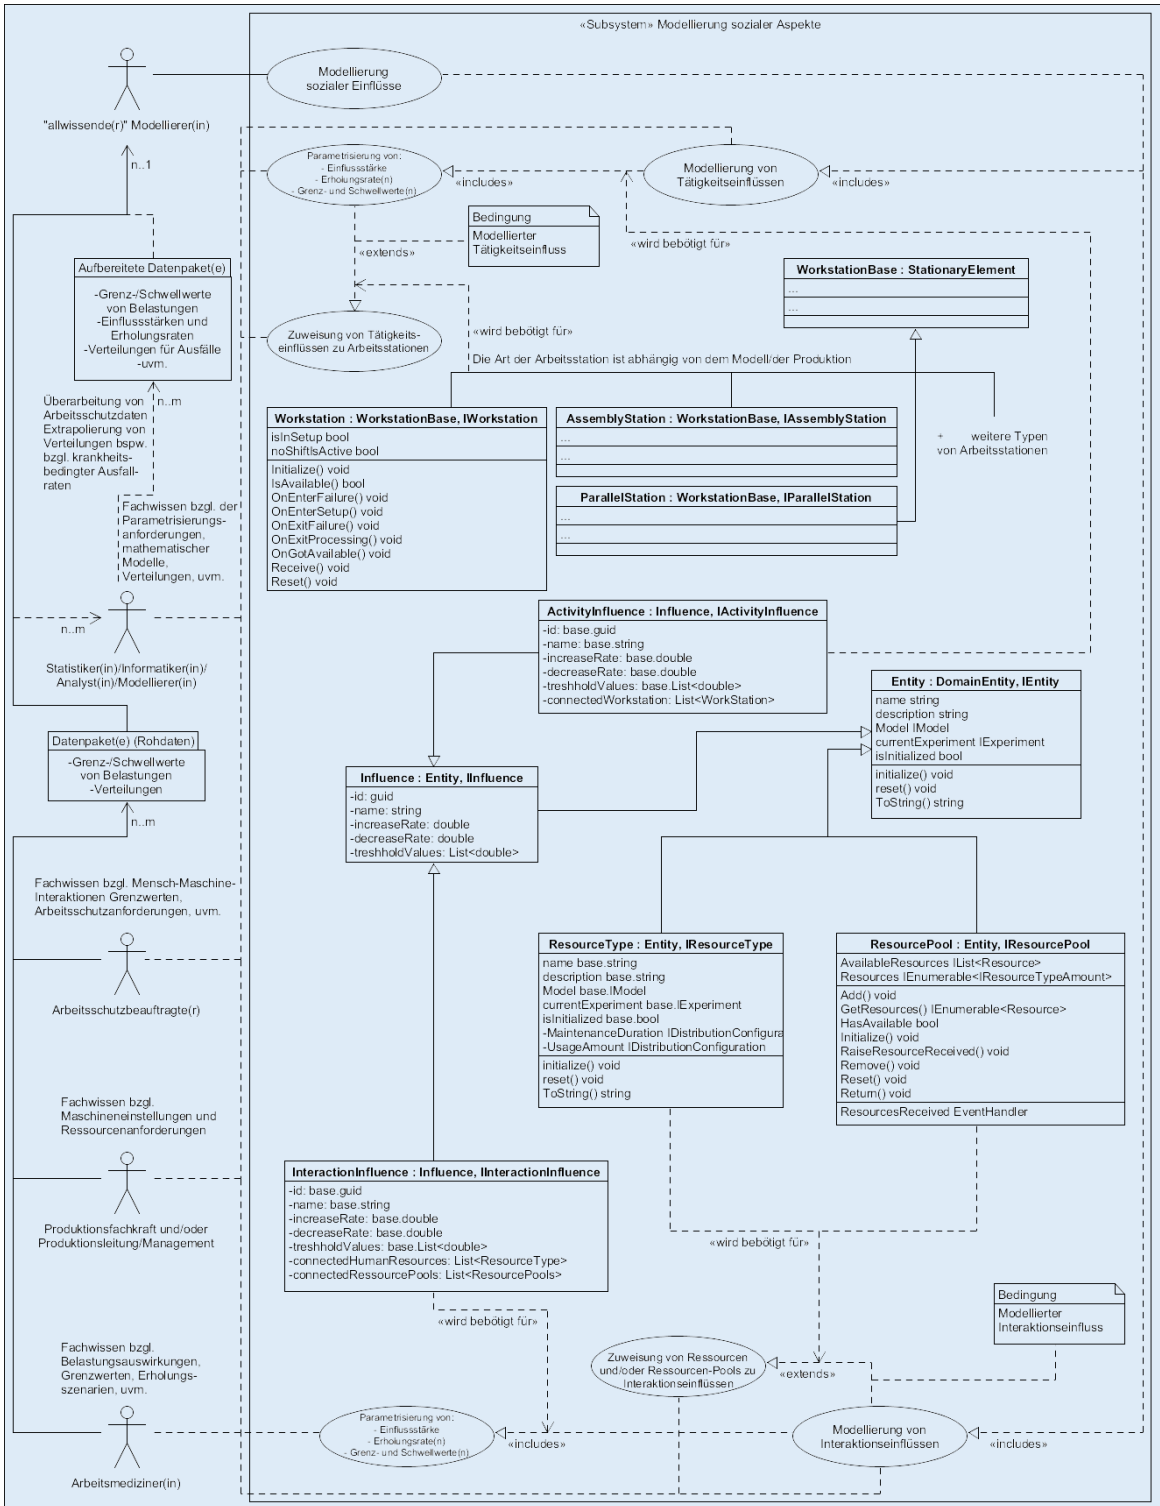 «Subsystem» Modellierung sozialer Aspekte
Modellierung
sozialer Einflüsse
"allwissende(r)" Modellierer(in)
n..1
Parametrisierung von:
- Einflussstärke
- Erholungsrate(n)
- Grenz- und Schwellwerte(n)
«includes»
Modellierung von
Tätigkeitseinflüssen
«includes»
Bedingung
Modellierter
Tätigkeitseinfluss
«extends»
«wird bebötigt für»
Aufbereitete Datenpaket(e)
-Grenz-/Schwellwerte
von Belastungen
-Einflussstärken und
Erholungsraten
-Verteilungen für Ausfälle
-uvm.
WorkstationBase : StationaryElement
...
...
Zuweisung von Tätigkeits-
einflüssen zu Arbeitsstationen
«wird bebötigt für»
Die Art der Arbeitsstation ist abhängig von dem Modell/der Produktion
Überarbeitung von
Arbeitsschutzdaten
Extrapolierung von
Verteilungen bspw.
bzgl. krankheits-
bedingter Ausfall-
raten
n..m
Workstation : WorkstationBase, IWorkstation
isInSetup bool
noShiftIsActive bool
Initialize() void
IsAvailable() bool
OnEnterFailure() void
OnEnterSetup() void
OnExitFailure() void
OnExitProcessing() void
OnGotAvailable() void
Receive() void
Reset() void
AssemblyStation : WorkstationBase, IAssemblyStation
...
...
+ weitere Typen
von Arbeitsstationen
ParallelStation : WorkstationBase, IParallelStation
...
...
Fachwissen bzgl. der
Parametrisierungs-
anforderungen,
mathematischer
Modelle,
Verteilungen, uvm.
n..m
Statistiker(in)/Informatiker(in)/
Analyst(in)/Modellierer(in)
ActivityInfluence : Influence, IActivityInfluence
-id: base.guid
-name: base.string
-increaseRate: base.double
-decreaseRate: base.double
-treshholdValues: base.List<double>
-connectedWorkstation: List<WorkStation>
Entity : DomainEntity, IEntity
name string
description string
Model IModel
currentExperiment IExperiment
isInitialized bool
initialize() void
reset() void
ToString() string
Datenpaket(e) (Rohdaten)
-Grenz-/Schwellwerte
von Belastungen
-Verteilungen
n..m
Influence : Entity, IInfluence
-id: guid
-name: string
-increaseRate: double
-decreaseRate: double
-treshholdValues: List<double>
Fachwissen bzgl. Mensch-Maschine-
Interaktionen Grenzwerten,
Arbeitsschutzanforderungen, uvm.
Arbeitsschutzbeauftragte(r)
ResourceType : Entity, IResourceType
name base.string
description base.string
Model base.IModel
currentExperiment base.IExperiment
isInitialized base.bool
-MaintenanceDuration IDistributionConfigura
-UsageAmount IDistributionConfiguration
initialize() void
reset() void
ToString() string
ResourcePool : Entity, IResourcePool
AvailableResources IList<Resource>
Resources IEnumerable<IResourceTypeAmount>
Add() void
GetResources() IEnumerable<Resource>
HasAvailable bool
Initialize() void
RaiseResourceReceived() void
Remove() void
Reset() void
Return() void
ResourcesReceived EventHandler
Fachwissen bzgl.
Maschineneinstellungen und
Ressourcenanforderungen
Produktionsfachkraft und/oder
Produktionsleitung/Management
InteractionInfluence : Influence, IInteractionInfluence
-id: base.guid
-name: base.string
-increaseRate: base.double
-decreaseRate: base.double
-treshholdValues: base.List<double>
-connectedHumanResources: List<ResourceType>
-connectedRessourcePools: List<ResourcePools>
«wird bebötigt für»
«wird bebötigt für»
Bedingung
Modellierter
Interaktionseinfluss
Fachwissen bzgl.
Belastungsauswirkungen,
Grenzwerten, Erholungs-
szenarien, uvm.
Arbeitsmediziner(in)
Zuweisung von Ressourcen
und/oder Ressourcen-Pools zu
Interaktionseinflüssen
«extends»
Parametrisierung von:
- Einflussstärke
- Erholungsrate(n)
- Grenz- und Schwellwerte(n)
«includes»
Modellierung von
Interaktionseinflüssen
«includes»